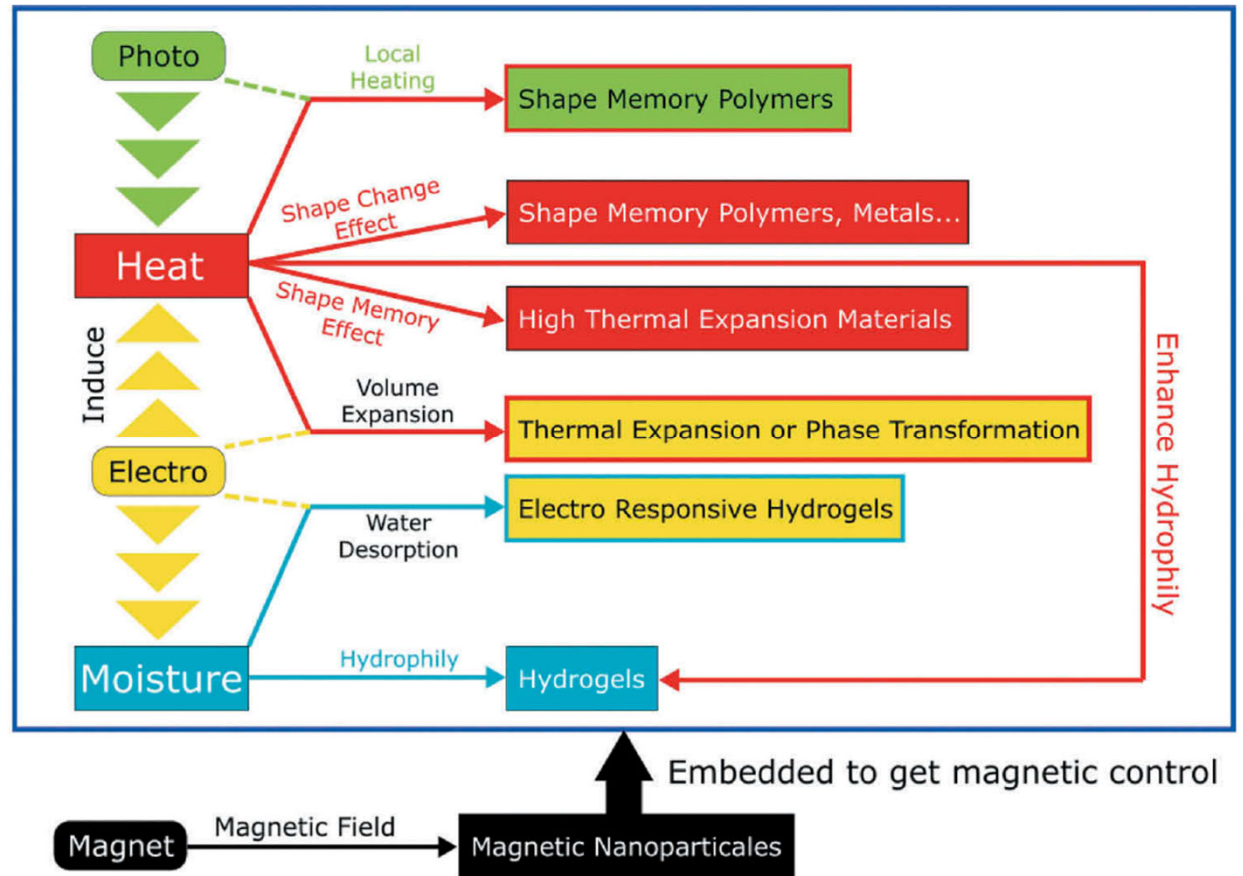 Photo
Local
Heating
Shape Memory Polymers
Shape Change
Effect
Shape Memory Polymers, Metals...
Heat
Shape Memory
Effect
High Thermal Expansion Materials
Induce
Volume
Expansion
Thermal Expansion or Phase Transformation
Electro
Water
Desorption
Electro Responsive Hydrogels
Enhance Hydrophily
Moisture
Hydrophily
Hydrogels
Embedded to get magnetic control
Magnet
Magnetic Field
Magnetic Nanoparticales